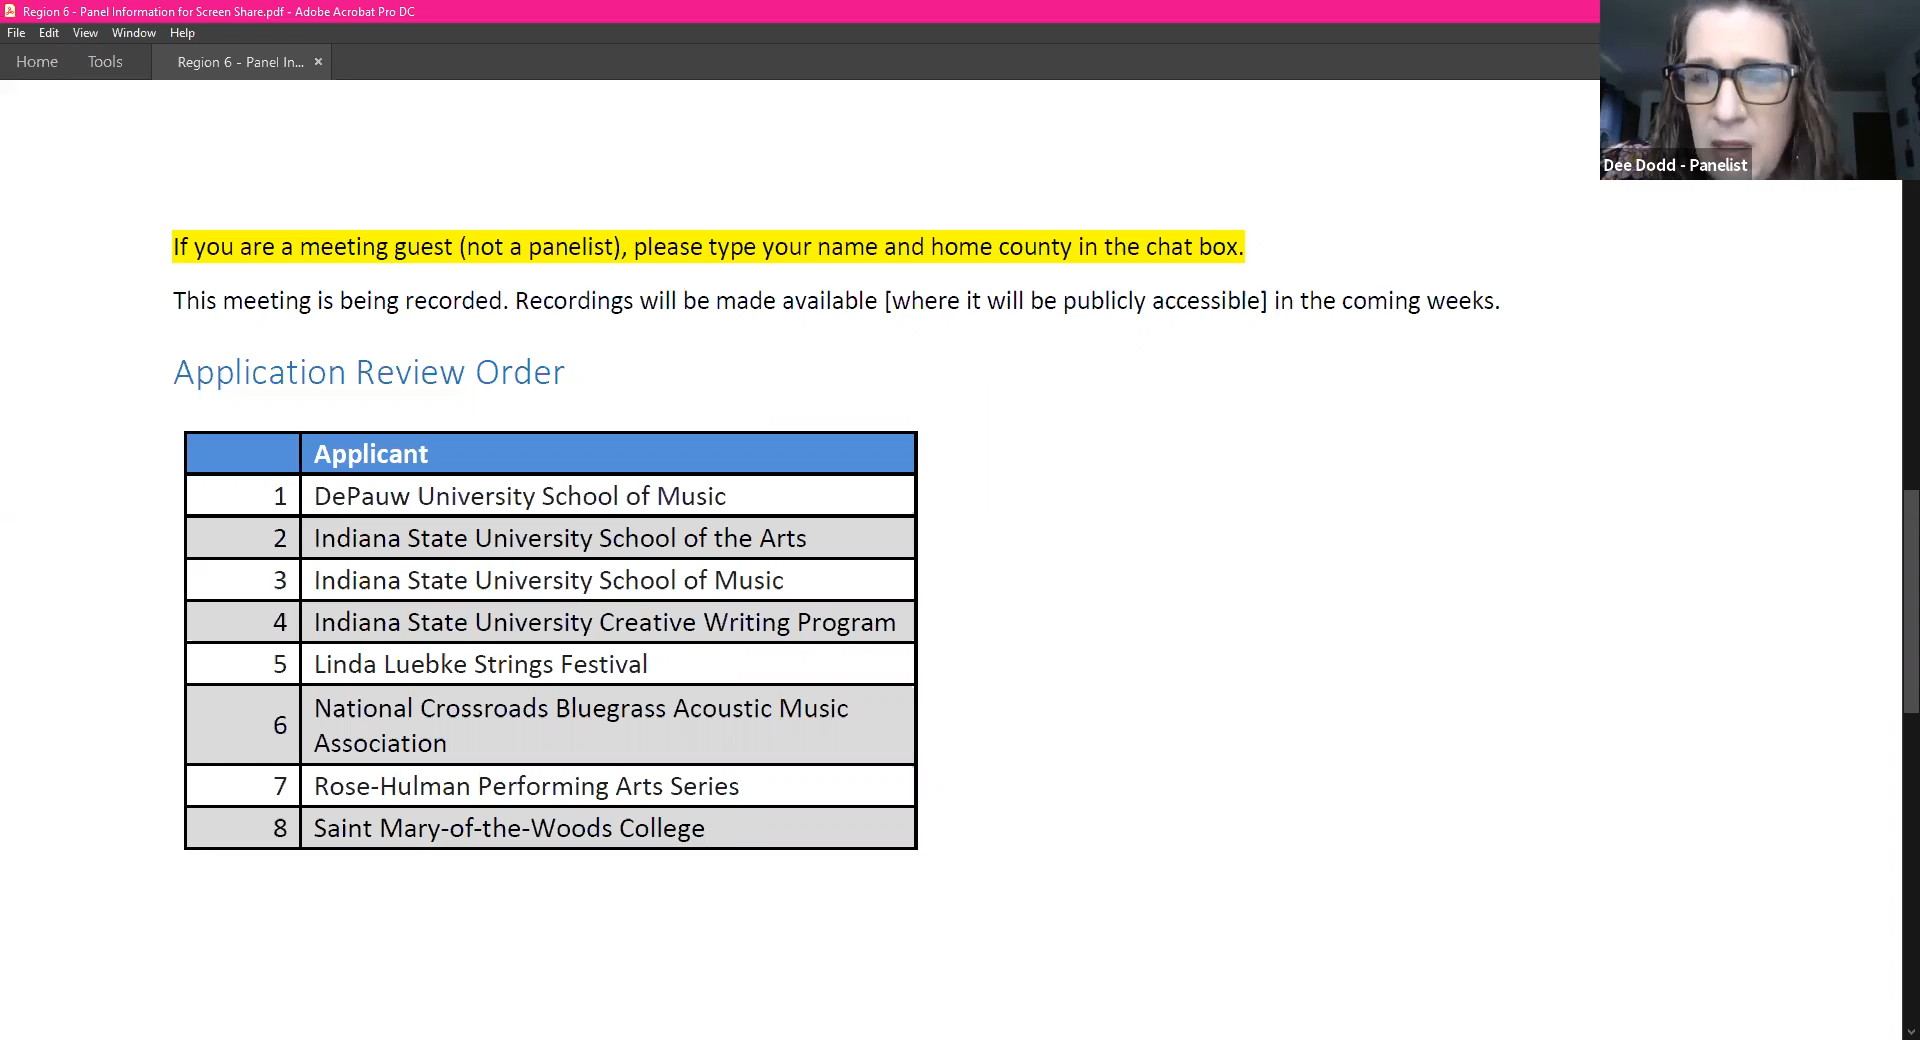 Region 6 - Panel Information for Screen Share.pdf - Adobe Acrobat Pro DC
File Edit View Window Help
Home Tools Region 6 - Panel In... ×
Dee Dodd - Panelist
If you are a meeting guest (not a panelist), please type your name and home county in the chat box.
This meeting is being recorded. Recordings will be made available [where it will be publicly accessible] in the coming weeks.
Application Review Order
Applicant
1 DePauw University School of Music
2 Indiana State University School of the Arts
3 Indiana State University School of Music
4 Indiana State University Creative Writing Program
5 Linda Luebke Strings Festival
6 National Crossroads Bluegrass Acoustic Music
Association
7 Rose-Hulman Performing Arts Series
8 Saint Mary-of-the-Woods College